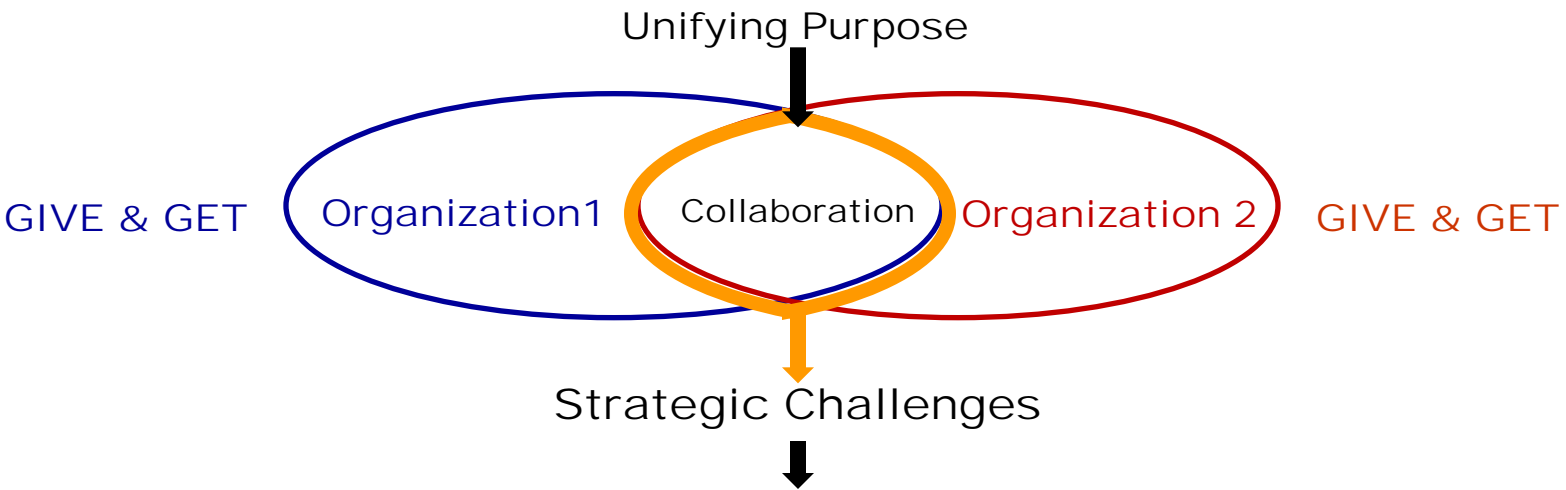 Unifying Purpose
GIVE & GET Organization1 Collaboration Organization 2 GIVE & GET
Strategic Challenges